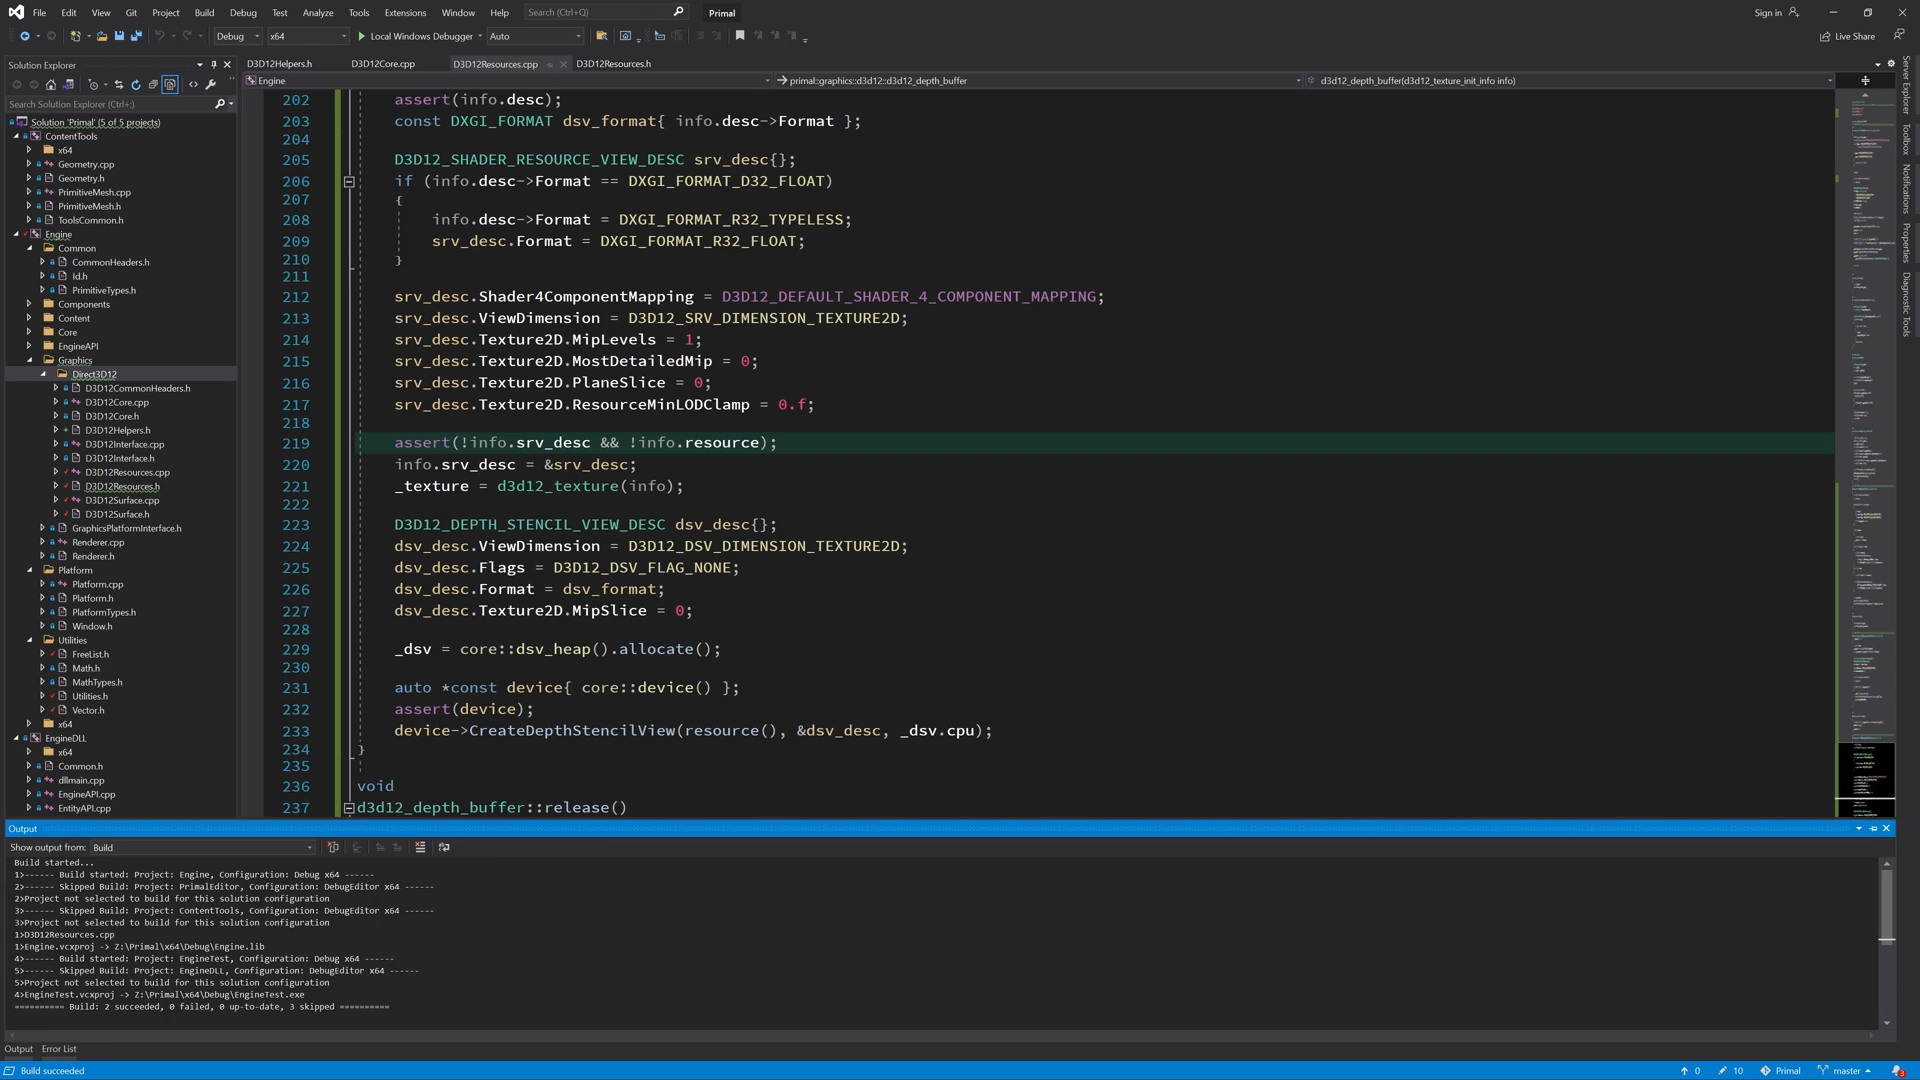 File Edit View Git Project Build Debug Test Analyze Tools Extensions Window Help Search (Ctrl+Q) Primal Sign in
Debug x64 Local Windows Debugger Auto Live Share
Solution Explorer
Search Solution Explorer (Ctrl+;)
Solution 'Primal' (5 of 5 projects)
ContentTools
x64
Geometry.cpp
Geometry.h
PrimitiveMesh.cpp
PrimitiveMesh.h
ToolsCommon.h
Engine
Common
CommonHeaders.h
Id.h
PrimitiveTypes.h
Components
Content
Core
EngineAPI
Graphics
Direct3D12
D3D12CommonHeaders.h
D3D12Core.cpp
D3D12Core.h
D3D12Helpers.h
D3D12Interface.cpp
D3D12Interface.h
D3D12Resources.cpp
D3D12Resources.h
D3D12Surface.cpp
D3D12Surface.h
GraphicsPlatformInterface.h
Renderer.cpp
Renderer.h
Platform
Platform.cpp
Platform.h
PlatformTypes.h
Window.h
Utilities
FreeList.h
Math.h
MathTypes.h
Utilities.h
Vector.h
x64
EngineDLL
x64
Common.h
dllmain.cpp
EngineAPI.cpp
EntityAPI.cpp
D3D12Helpers.h D3D12Core.cpp D3D12Resources.cpp D3D12Resources.h
Engine primal::graphics::d3d12::d3d12_depth_buffer d3d12_depth_buffer(d3d12_texture_init_info info)
202 assert(info.desc);
203 const DXGI_FORMAT dsv_format{ info.desc->Format };
204
205 D3D12_SHADER_RESOURCE_VIEW_DESC srv_desc{};
206 if (info.desc->Format == DXGI_FORMAT_D32_FLOAT)
207 {
208 info.desc->Format = DXGI_FORMAT_R32_TYPELESS;
209 srv_desc.Format = DXGI_FORMAT_R32_FLOAT;
210 }
211
212 srv_desc.Shader4ComponentMapping = D3D12_DEFAULT_SHADER_4_COMPONENT_MAPPING;
213 srv_desc.ViewDimension = D3D12_SRV_DIMENSION_TEXTURE2D;
214 srv_desc.Texture2D.MipLevels = 1;
215 srv_desc.Texture2D.MostDetailedMip = 0;
216 srv_desc.Texture2D.PlaneSlice = 0;
217 srv_desc.Texture2D.ResourceMinLODClamp = 0.f;
218
219 assert(!info.srv_desc && !info.resource);
220 info.srv_desc = &srv_desc;
221 _texture = d3d12_texture(info);
222
223 D3D12_DEPTH_STENCIL_VIEW_DESC dsv_desc{};
224 dsv_desc.ViewDimension = D3D12_DSV_DIMENSION_TEXTURE2D;
225 dsv_desc.Flags = D3D12_DSV_FLAG_NONE;
226 dsv_desc.Format = dsv_format;
227 dsv_desc.Texture2D.MipSlice = 0;
228
229 _dsv = core::dsv_heap().allocate();
230
231 auto *const device{ core::device() };
232 assert(device);
233 device->CreateDepthStencilView(resource(), &dsv_desc, _dsv.cpu);
234 }
235
236 void
237 d3d12_depth_buffer::release()
Server Explorer
Toolbox
Notifications
Properties
Diagnostic Tools
Output
Show output from: Build
Build started...
1>------ Build started: Project: Engine, Configuration: Debug x64 ------
2>------ Skipped Build: Project: PrimalEditor, Configuration: DebugEditor x64 ------
2>Project not selected to build for this solution configuration
3>------ Skipped Build: Project: ContentTools, Configuration: DebugEditor x64 ------
3>Project not selected to build for this solution configuration
1>D3D12Resources.cpp
1>Engine.vcxproj -> Z:\Primal\x64\Debug\Engine.lib
4>------ Build started: Project: EngineTest, Configuration: Debug x64 ------
5>------ Skipped Build: Project: EngineDLL, Configuration: DebugEditor x64 ------
5>Project not selected to build for this solution configuration
4>EngineTest.vcxproj -> Z:\Primal\x64\Debug\EngineTest.exe
========== Build: 2 succeeded, 0 failed, 0 up-to-date, 3 skipped ==========
Output Error List
Build succeeded 0 10 Primal master 3